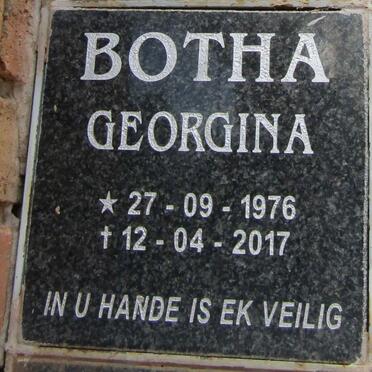 BOTHA
GEORGINA
★ 27 - 09 - 1976
† 12 - 04 - 2017
IN U HANDE IS EK VEILIG